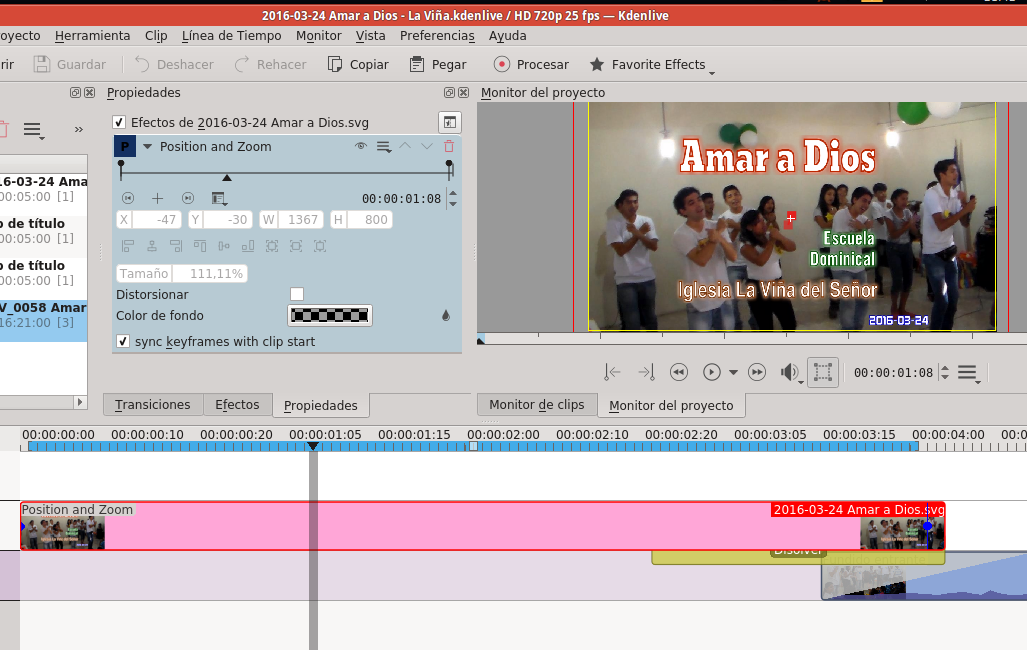 2016-03-24 Amar a Dios - La Viña.kdenlive / HD 720p 25 fps — Kdenlive
oyecto Herramienta Clip Línea de Tiempo Monitor Vista Preferencias Ayuda
rir Guardar Deshacer Rehacer Copiar Pegar Procesar Favorite Effects
Propiedades
Monitor del proyecto
Efectos de 2016-03-24 Amar a Dios.svg
P Position and Zoom
00:00:01:08
X -47 Y -30 W 1367 H 800
Tamaño 111,11%
Distorsionar
Color de fondo
sync keyframes with clip start
»
16-03-24 Ama
00:05:00 [1]
o de título
00:05:00 [1]
o de título
00:05:00 [1]
V_0058 Amar
16:21:00 [3]
Amar a Dios
Escuela
Dominical
Iglesia La Viña del Señor
2016-03-24
00:00:01:08
Transiciones Efectos Propiedades
Monitor de clips Monitor del proyecto
00:00:00:00 00:00:00:10 00:00:00:20 00:00:01:05 00:00:01:15 00:00:02:00 00:00:02:10 00:00:02:20 00:00:03:05 00:00:03:15 00:00:04:00 00:0
Position and Zoom
2016-03-24 Amar a Dios.svg
Disolver